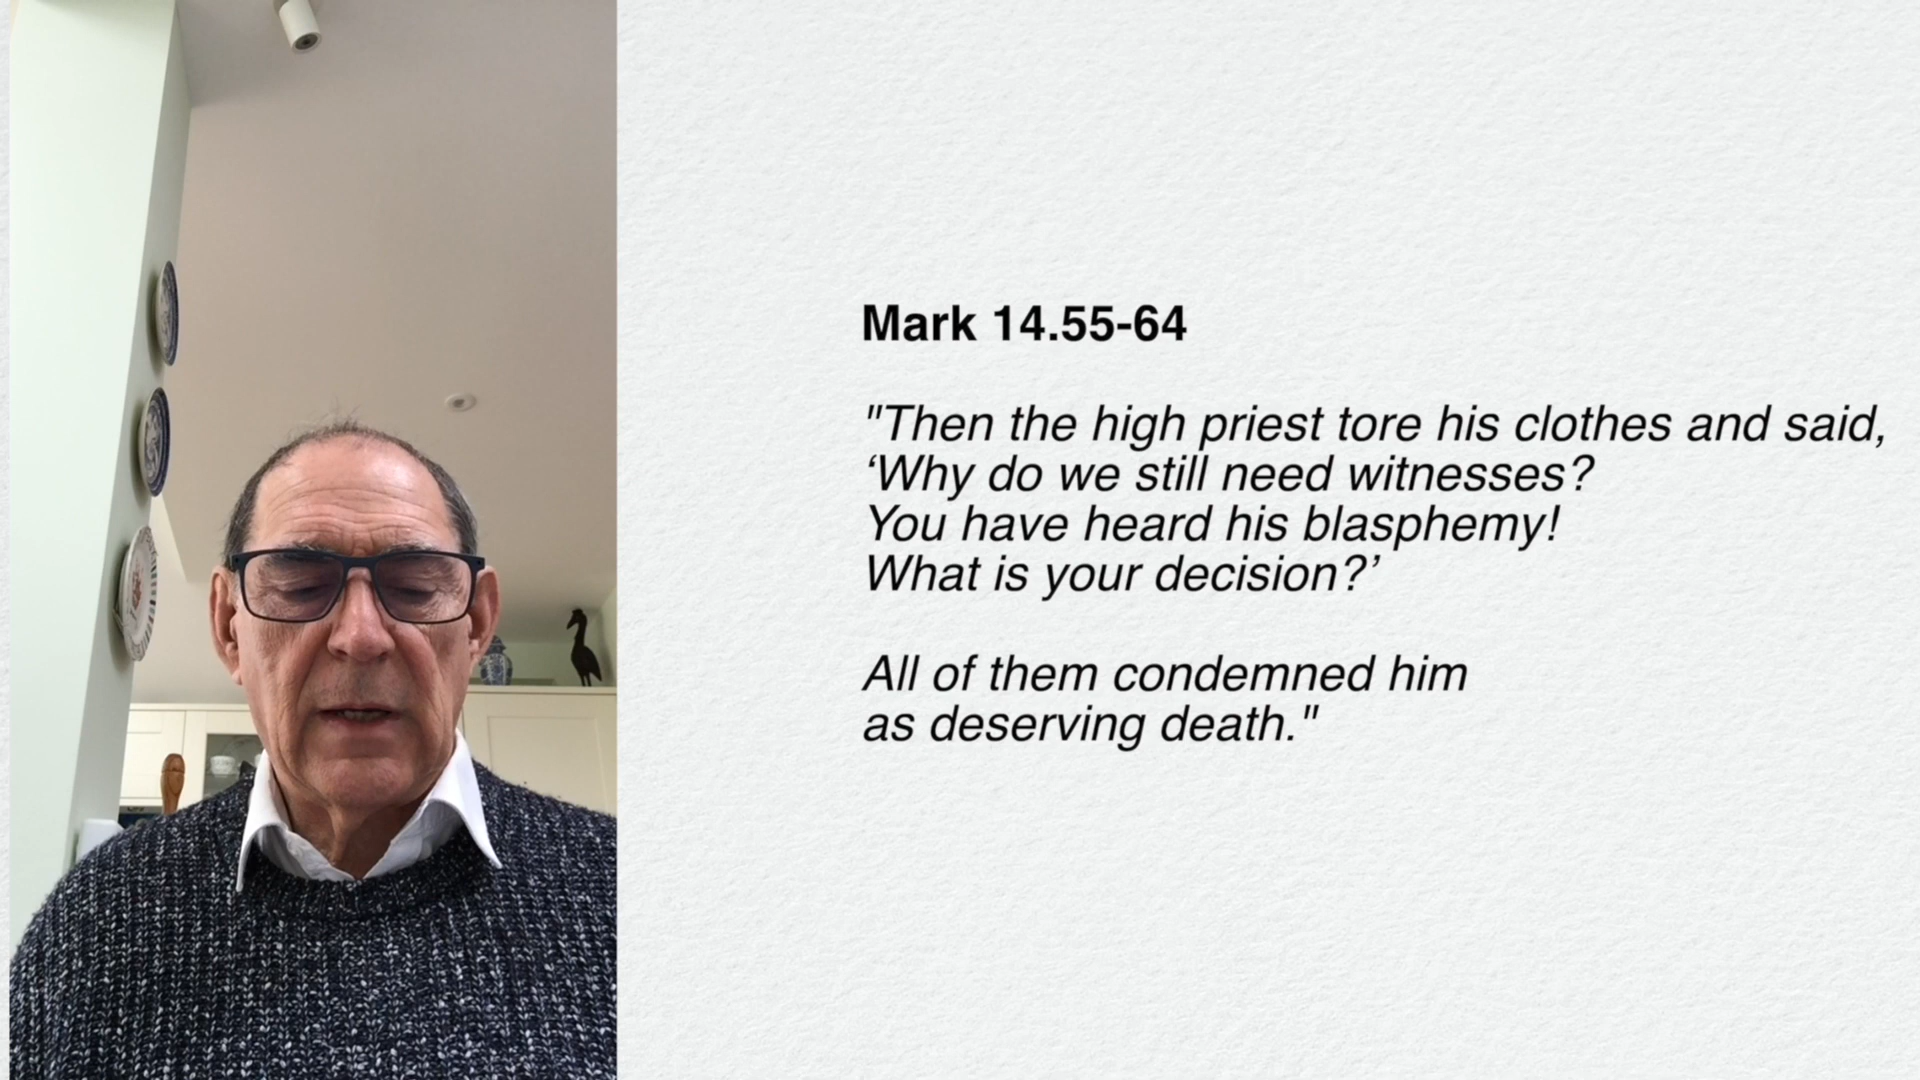 Mark 14.55-64
"Then the high priest tore his clothes and said,
‘Why do we still need witnesses?
You have heard his blasphemy!
What is your decision?’
All of them condemned him
as deserving death."